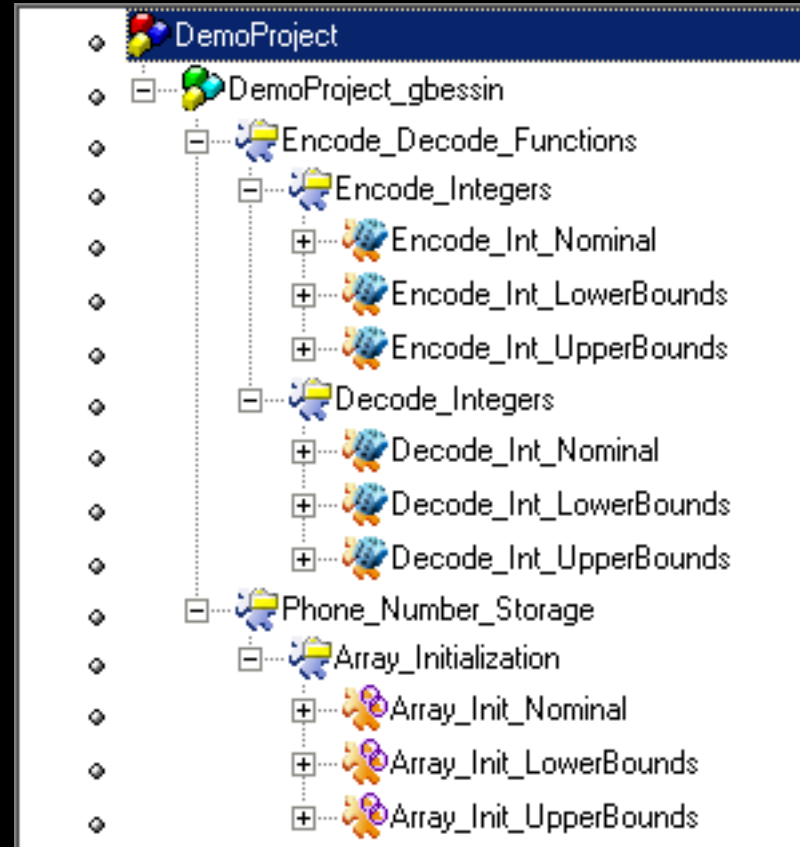 DemoProject
DemoProject_gbessin
Encode_Decode_Functions
Encode_Integers
Encode_Int_Nominal
Encode_Int_LowerBounds
Encode_Int_UpperBounds
Decode_Integers
Decode_Int_Nominal
Decode_Int_LowerBounds
Decode_Int_UpperBounds
Phone_Number_Storage
Array_Initialization
Array_Init_Nominal
Array_Init_LowerBounds
Array_Init_UpperBounds